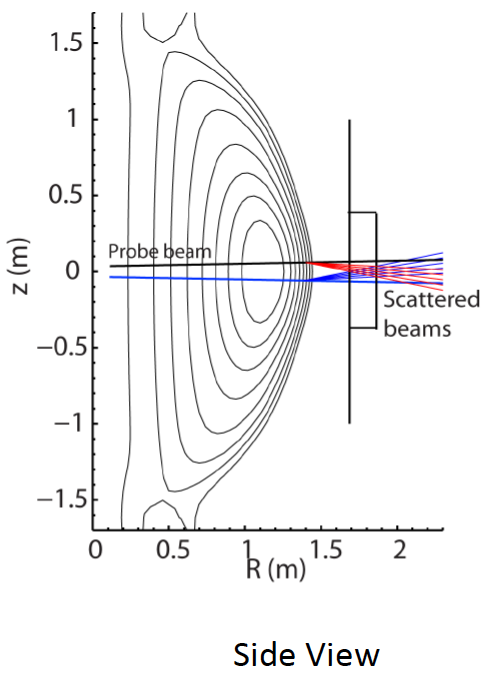 1.5
1
0.5
0
−0.5
−1
−1.5
z (m)
Probe beam
Scattered
beams
0 0.5 1 1.5 2
R (m)
Side View